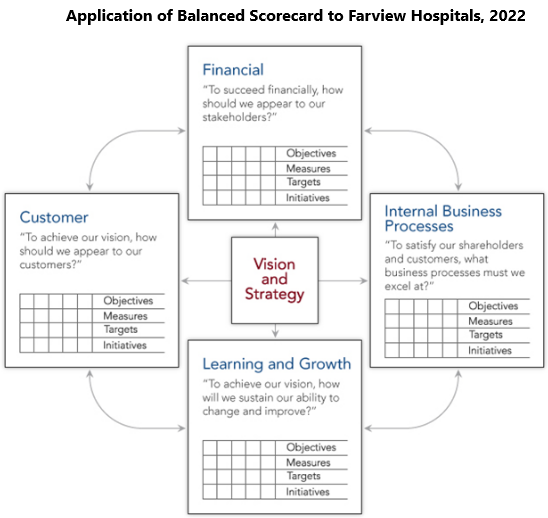 Application of Balanced Scorecard to Farview Hospitals, 2022
Financial
“To succeed financially, how
should we appear to our
stakeholders?”
Objectives
Measures
Targets
Initiatives
Customer
“To achieve our vision, how
should we appear to our
customers?”
Objectives
Measures
Targets
Initiatives
Vision
and
Strategy
Internal Business
Processes
“To satisfy our shareholders
and customers, what
business processes must we
excel at?”
Objectives
Measures
Targets
Initiatives
Learning and Growth
“To achieve our vision, how
will we sustain our ability to
change and improve?”
Objectives
Measures
Targets
Initiatives